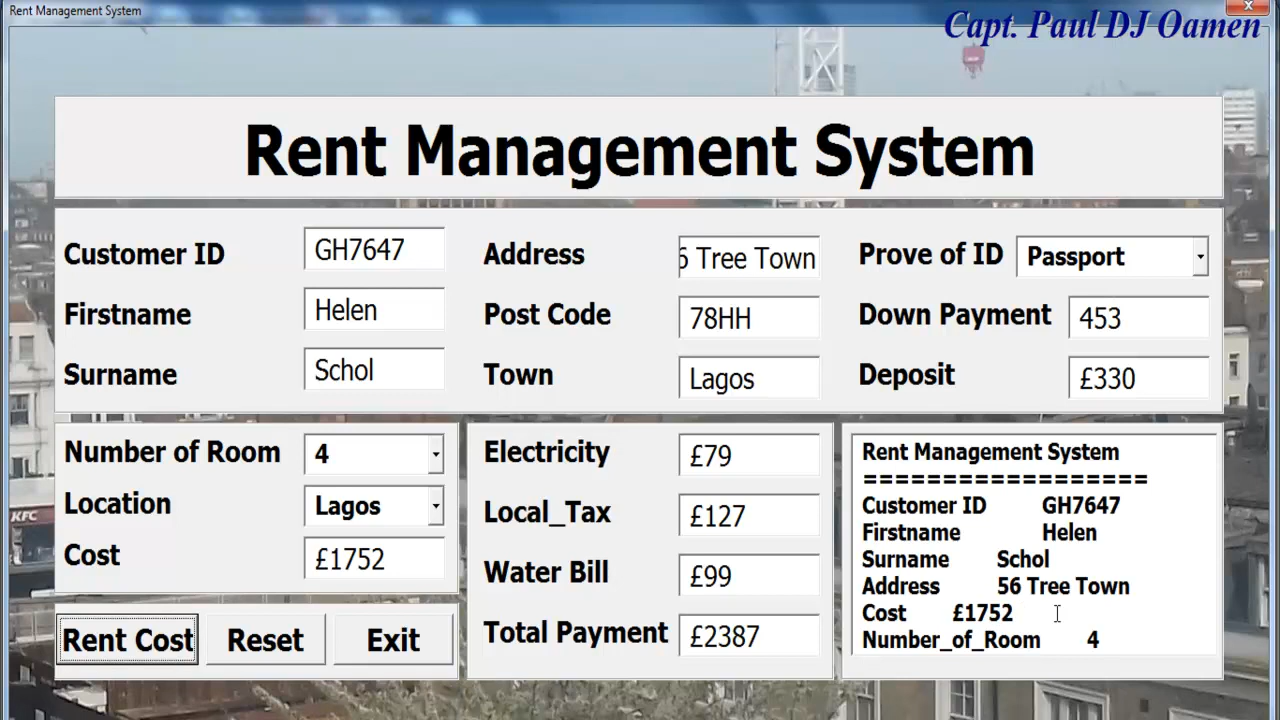 Rent Management System
Capt. Paul DJ Oamen
Rent Management System
Customer ID GH7647
Firstname Helen
Surname Schol
Address 6 Tree Town
Post Code 78HH
Town Lagos
Prove of ID Passport
Down Payment 453
Deposit £330
Number of Room 4
Location Lagos
Cost £1752
Rent Cost Reset Exit
Electricity £79
Local_Tax £127
Water Bill £99
Total Payment £2387
Rent Management System
==================
Customer ID GH7647
Firstname Helen
Surname Schol
Address 56 Tree Town
Cost £1752
Number_of_Room 4
KFC